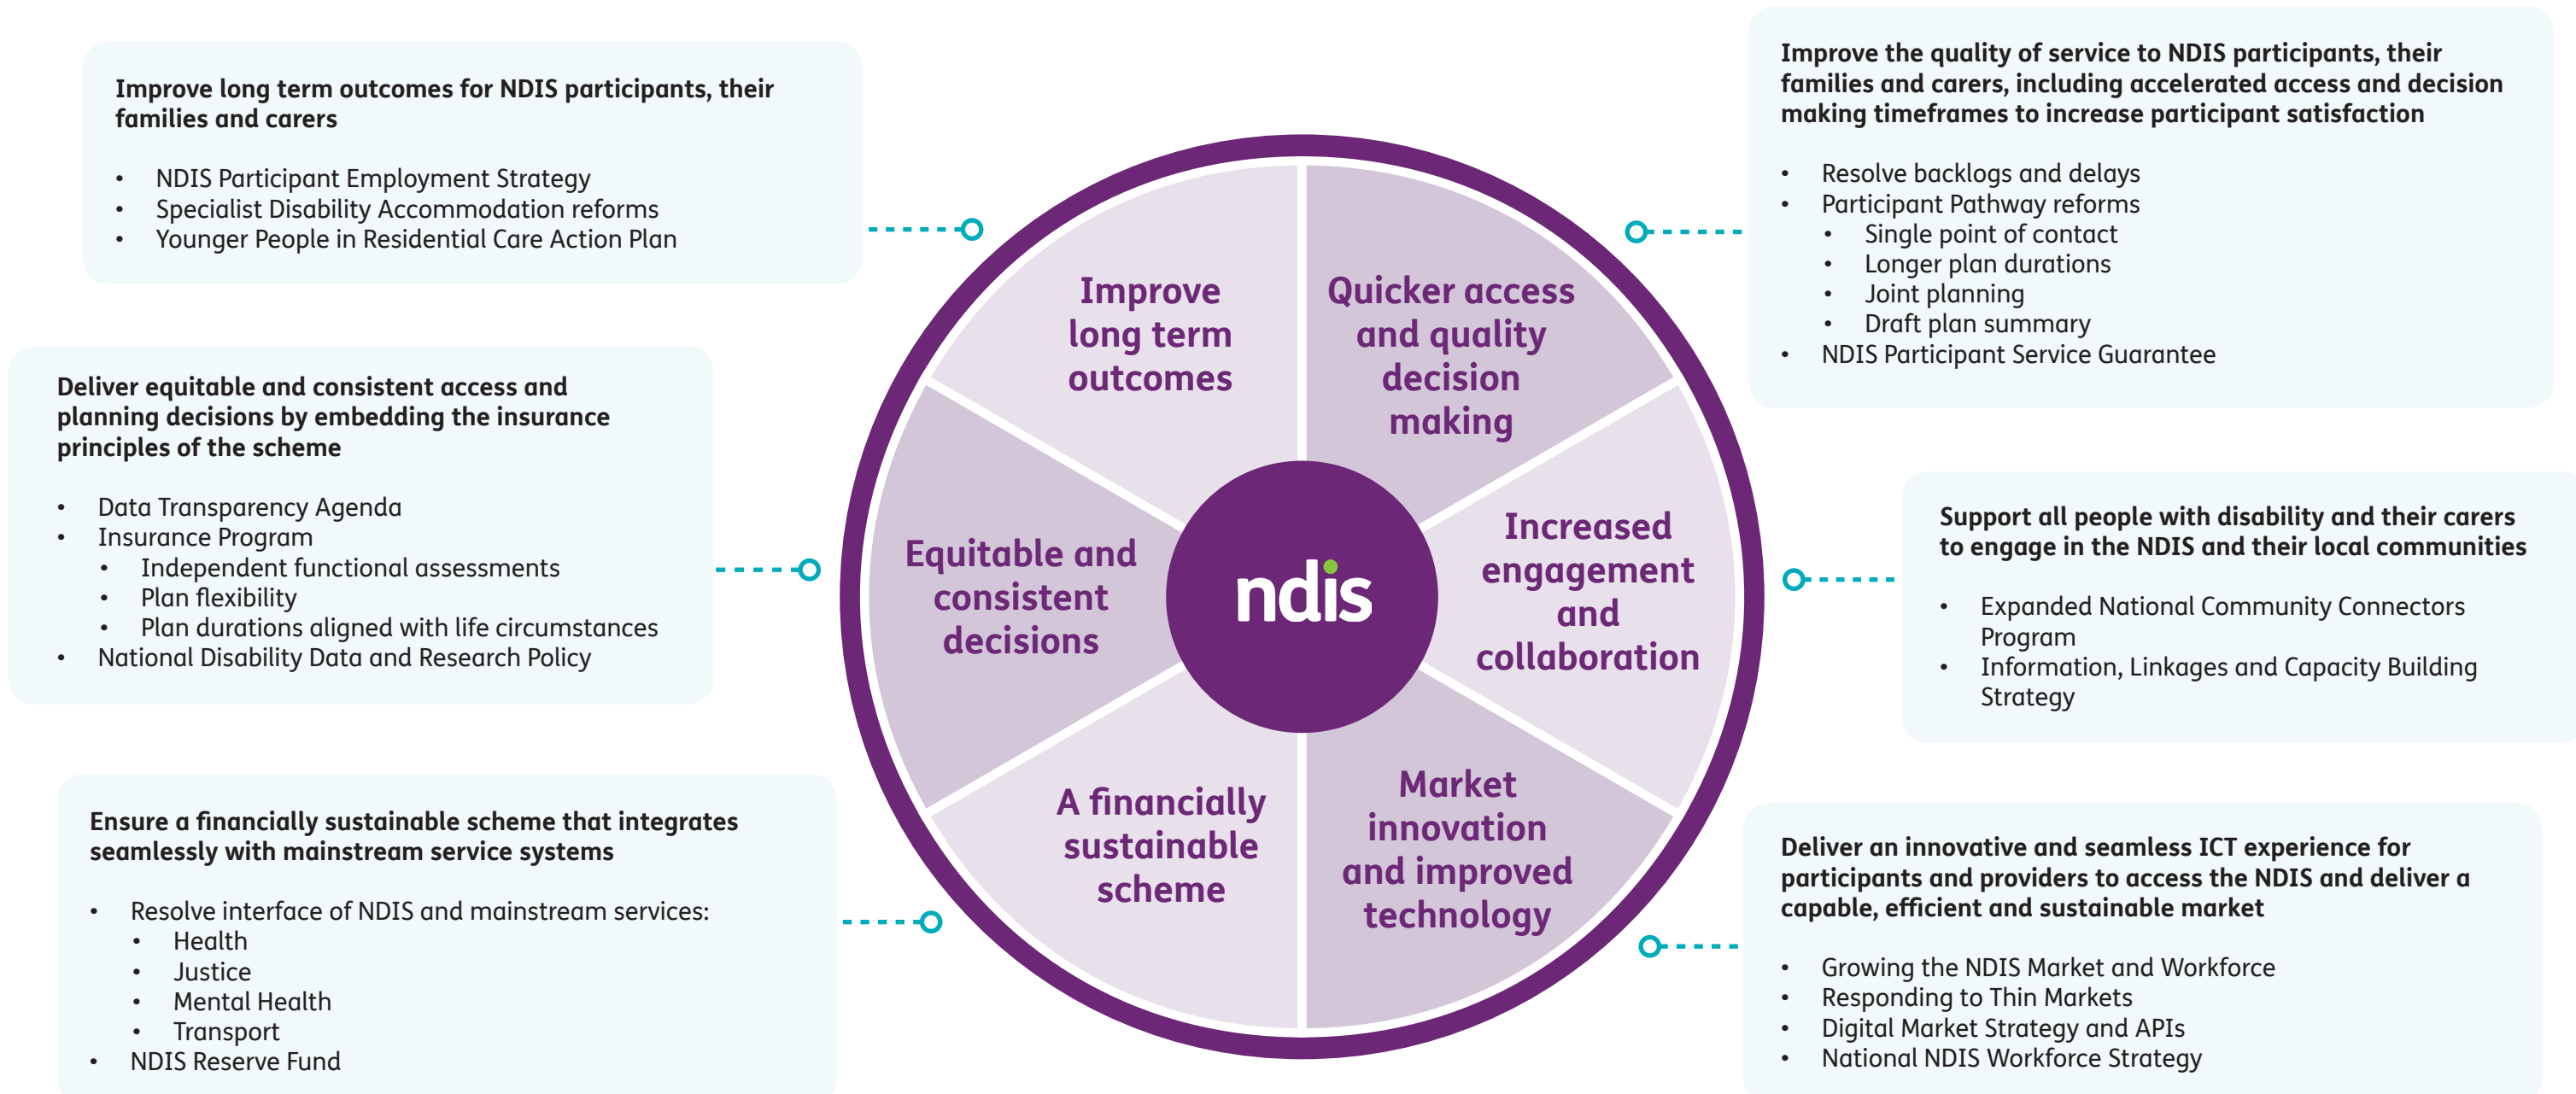 Improve long term outcomes for NDIS participants, their
families and carers
• NDIS Participant Employment Strategy
• Specialist Disability Accommodation reforms
• Younger People in Residential Care Action Plan
Deliver equitable and consistent access and
planning decisions by embedding the insurance
principles of the scheme
• Data Transparency Agenda
• Insurance Program
• Independent functional assessments
• Plan flexibility
• Plan durations aligned with life circumstances
• National Disability Data and Research Policy
Ensure a financially sustainable scheme that integrates
seamlessly with mainstream service systems
• Resolve interface of NDIS and mainstream services:
• Health
• Justice
• Mental Health
• Transport
• NDIS Reserve Fund
Improve
long term
outcomes
Quicker access
and quality
decision
making
Equitable and
consistent
decisions
ndis
Increased
engagement
and
collaboration
A financially
sustainable
scheme
Market
innovation
and improved
technology
Improve the quality of service to NDIS participants, their
families and carers, including accelerated access and decision
making timeframes to increase participant satisfaction
• Resolve backlogs and delays
• Participant Pathway reforms
• Single point of contact
• Longer plan durations
• Joint planning
• Draft plan summary
• NDIS Participant Service Guarantee
Support all people with disability and their carers
to engage in the NDIS and their local communities
• Expanded National Community Connectors
Program
• Information, Linkages and Capacity Building
Strategy
Deliver an innovative and seamless ICT experience for
participants and providers to access the NDIS and deliver a
capable, efficient and sustainable market
• Growing the NDIS Market and Workforce
• Responding to Thin Markets
• Digital Market Strategy and APIs
• National NDIS Workforce Strategy